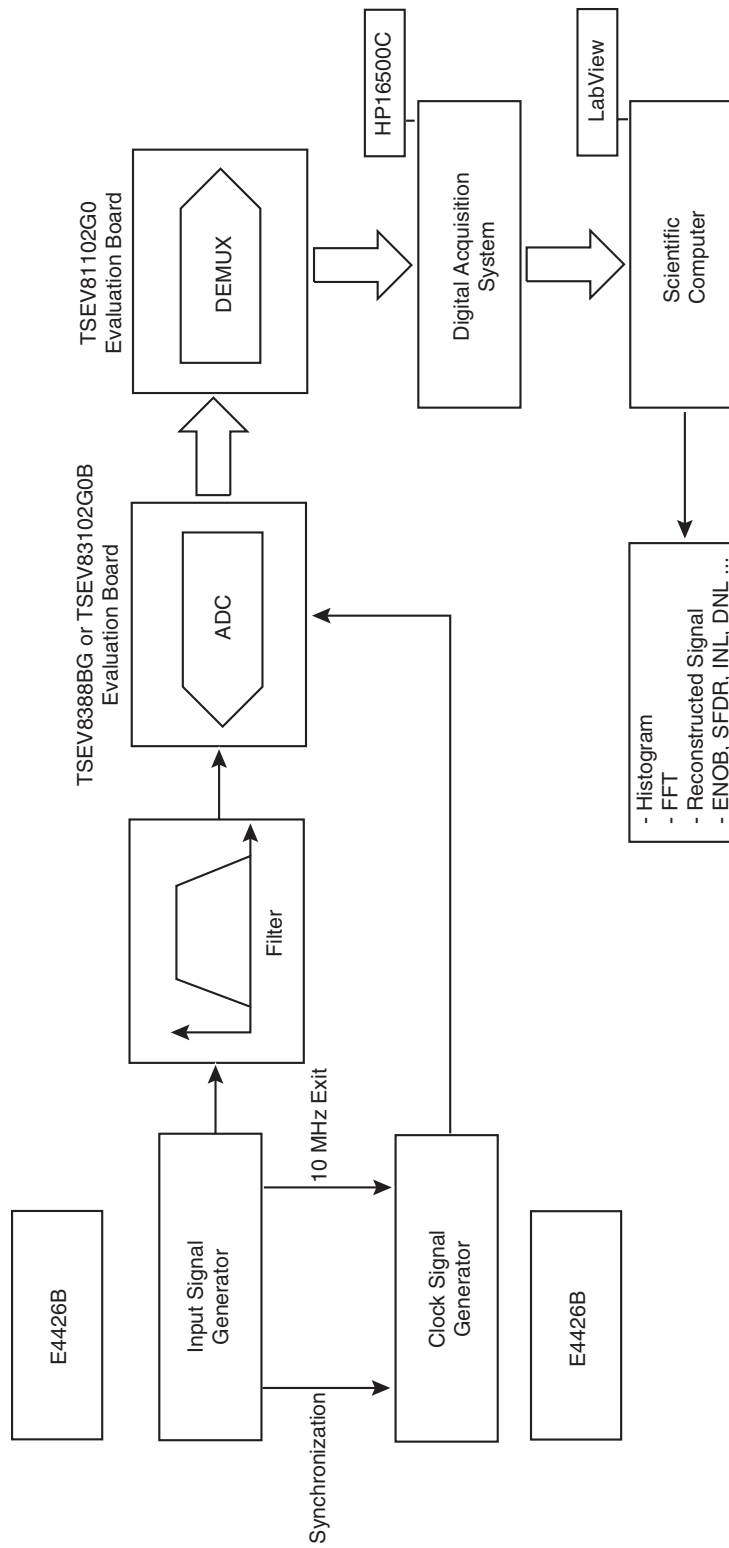 E4426B
Input Signal
Generator
Synchronization
10 MHz Exit
Clock Signal
Generator
E4426B
Filter
TSEV8388BG or TSEV83102G0B
Evaluation Board
ADC
TSEV81102G0
Evaluation Board
DEMUX
HP16500C
Digital Acquisition
System
LabView
Scientific
Computer
- Histogram
- FFT
- Reconstructed Signal
- ENOB, SFDR, INL, DNL ...